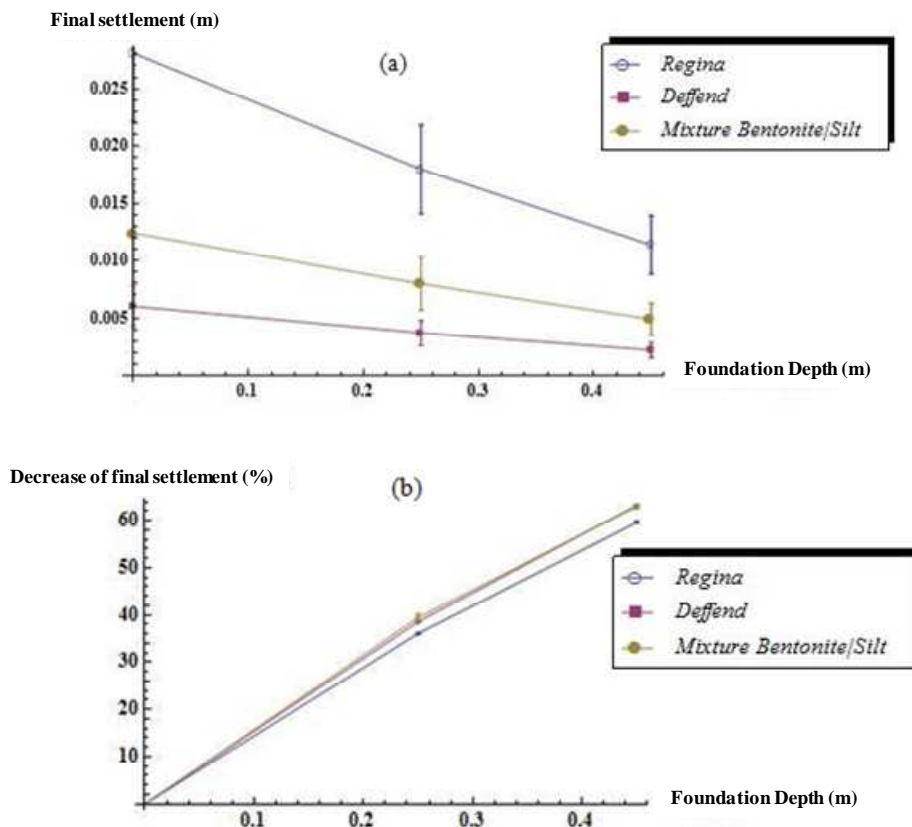 Final settlement (m)
(a)
Regina
Deffend
Mixture Bentonite/Silt
0.025
0.020
0.015
0.010
0.005
0.1 0.2 0.3 0.4
Foundation Depth (m)
Decrease of final settlement (%)
(b)
60
50
40
30
20
10
Regina
Deffend
Mixture Bentonite/Silt
0.1 0.2 0.3 0.4
Foundation Depth (m)